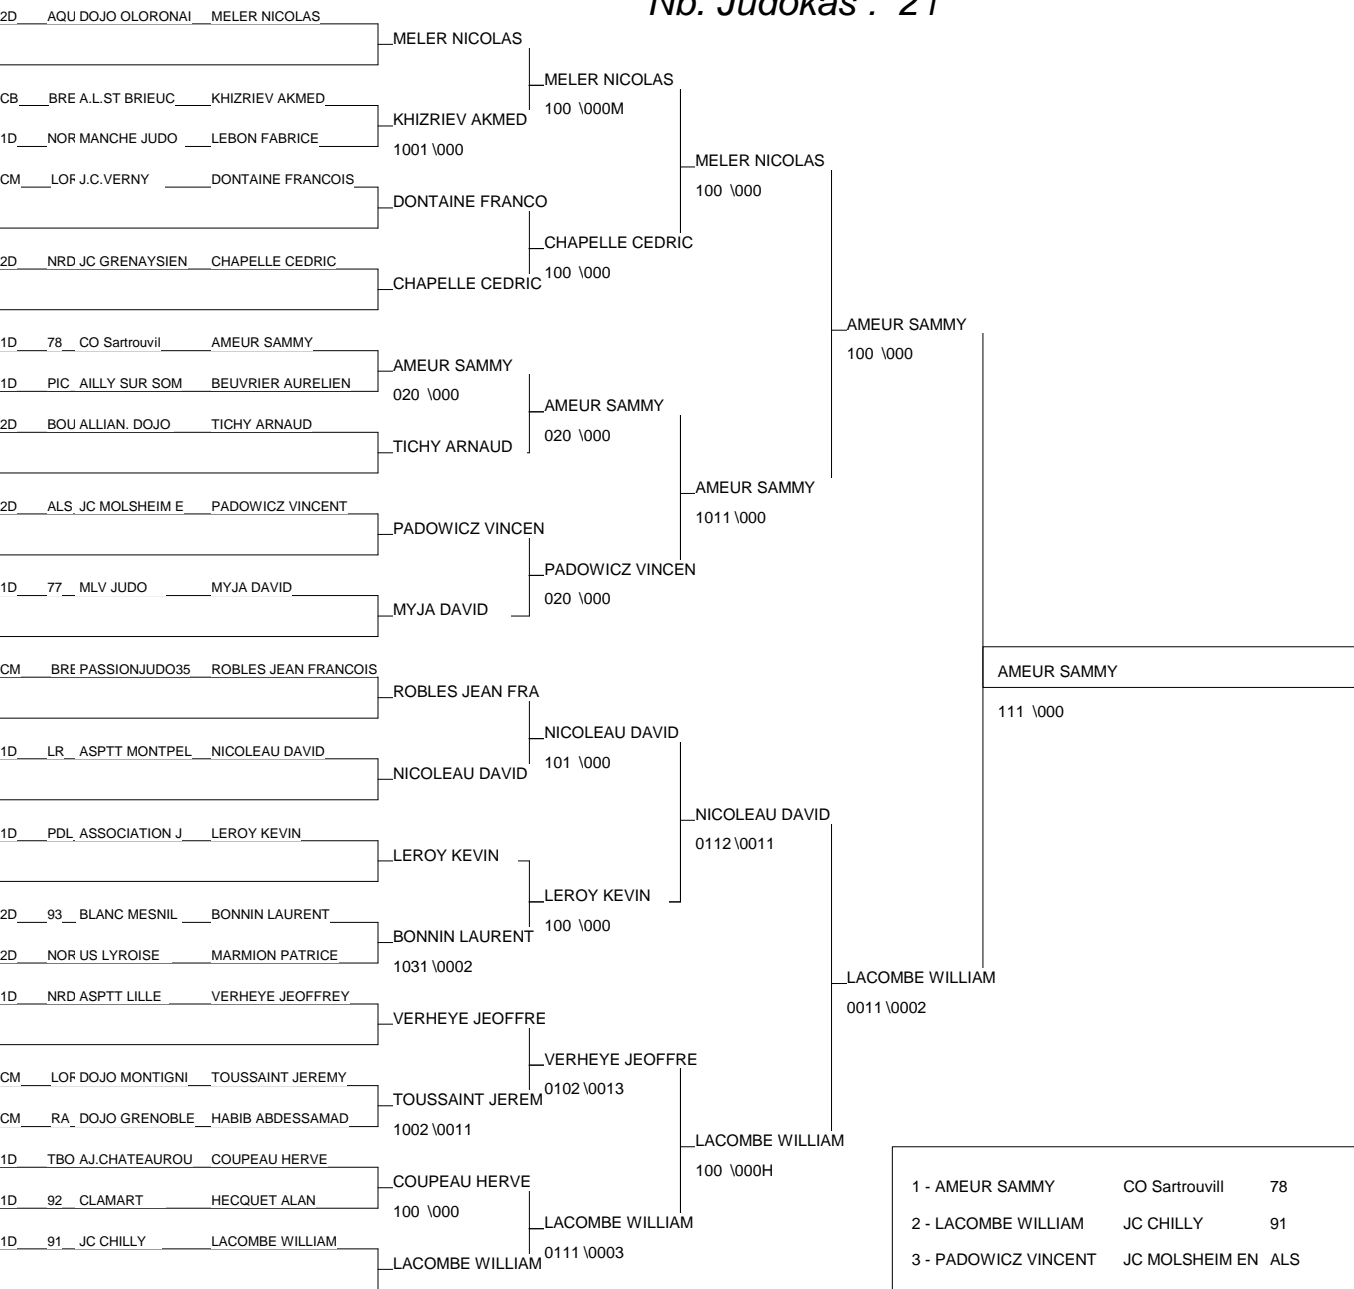 Nb. Judokas : 21
2D AQU DOJO OLORONAI MELER NICOLAS
MELER NICOLAS
MELER NICOLAS
100 \000M
CB BRE A.L.ST BRIEUC KHIZRIEV AKMED
KHIZRIEV AKMED
1D NOR MANCHE JUDO LEBON FABRICE
1001 \000
MELER NICOLAS
100 \000
CM LOR J.C.VERNY DONTAINE FRANCOIS
DONTAINE FRANCO
CHAPELLE CEDRIC
100 \000
2D NRD JC GRENAYSIEN CHAPELLE CEDRIC
CHAPELLE CEDRIC
AMEUR SAMMY
100 \000
1D 78 CO Sartrouvil AMEUR SAMMY
AMEUR SAMMY
1D PIC AILLY SUR SOM BEUVRIER AURELIEN
020 \000
AMEUR SAMMY
020 \000
2D BOU ALLIAN. DOJO TICHY ARNAUD
TICHY ARNAUD
AMEUR SAMMY
1011 \000
2D ALS JC MOLSHEIM E PADOWICZ VINCENT
PADOWICZ VINCEN
PADOWICZ VINCEN
020 \000
1D 77 MLV JUDO MYJA DAVID
MYJA DAVID
AMEUR SAMMY
111 \000
CM BRE PASSIONJUDO35 ROBLES JEAN FRANCOIS
ROBLES JEAN FRA
NICOLEAU DAVID
101 \000
1D LR ASPTT MONTPEL NICOLEAU DAVID
NICOLEAU DAVID
NICOLEAU DAVID
0112 \0011
1D PDL ASSOCIATION J LEROY KEVIN
LEROY KEVIN
LEROY KEVIN
100 \000
2D 93 BLANC MESNIL BONNIN LAURENT
BONNIN LAURENT
2D NOR US LYROISE MARMION PATRICE
1031 \0002
LACOMBE WILLIAM
0011 \0002
1D NRD ASPTT LILLE VERHEYE JEOFFREY
VERHEYE JEOFFRE
VERHEYE JEOFFRE
0102 \0013
CM LOR DOJO MONTIGNI TOUSSAINT JEREMY
TOUSSAINT JEREM
CM RA DOJO GRENOBLE HABIB ABDESSAMAD
1002 \0011
LACOMBE WILLIAM
100 \000H
1D TBO AJ.CHATEAUROU COUPEAU HERVE
COUPEAU HERVE
1D 92 CLAMART HECQUET ALAN
100 \000
LACOMBE WILLIAM
0111 \0003
1D 91 JC CHILLY LACOMBE WILLIAM
LACOMBE WILLIAM
1 - AMEUR SAMMY CO Sartrouvill 78
2 - LACOMBE WILLIAM JC CHILLY 91
3 - PADOWICZ VINCENT JC MOLSHEIM EN ALS